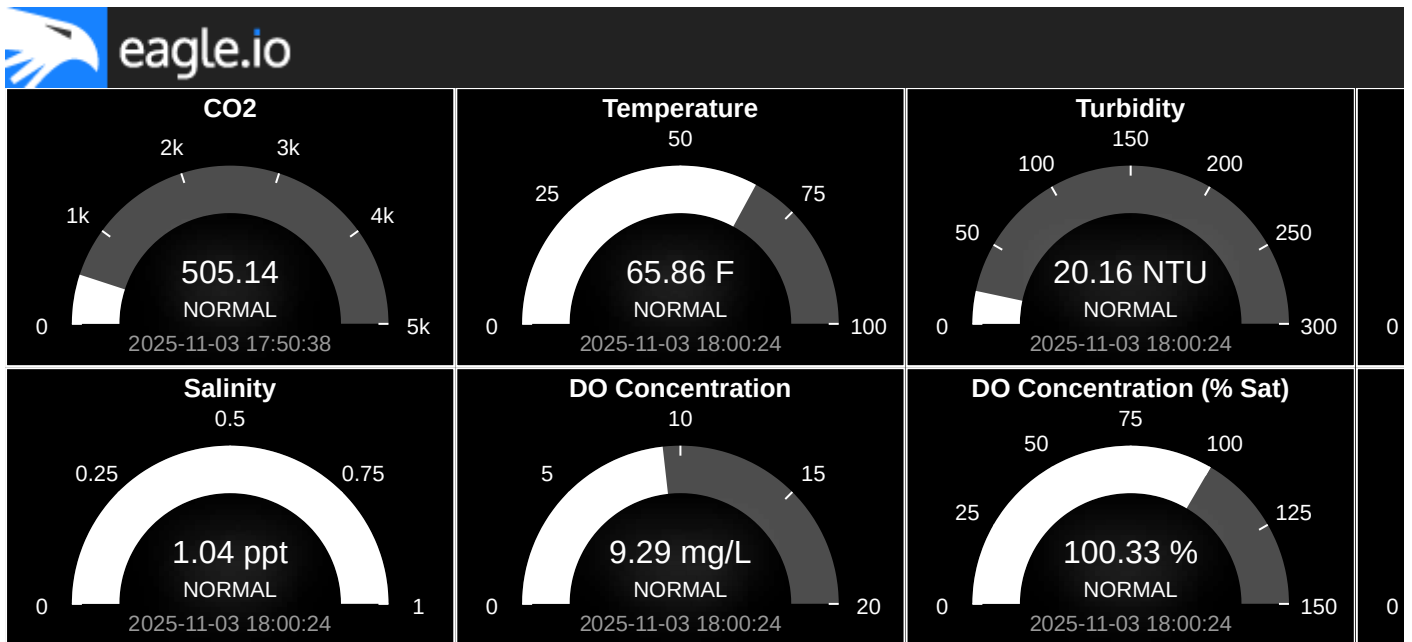 eagle.io
CO2
0
1k
2k
3k
4k
5k
505.14
NORMAL
2025-11-03 17:50:38
Temperature
0
25
50
75
100
65.86 F
NORMAL
2025-11-03 18:00:24
Turbidity
0
50
100
150
200
250
300
20.16 NTU
NORMAL
2025-11-03 18:00:24
0
Salinity
0
0.25
0.5
0.75
1
1.04 ppt
NORMAL
2025-11-03 18:00:24
DO Concentration
0
5
10
15
20
9.29 mg/L
NORMAL
2025-11-03 18:00:24
DO Concentration (% Sat)
0
25
50
75
100
125
150
100.33 %
NORMAL
2025-11-03 18:00:24
0